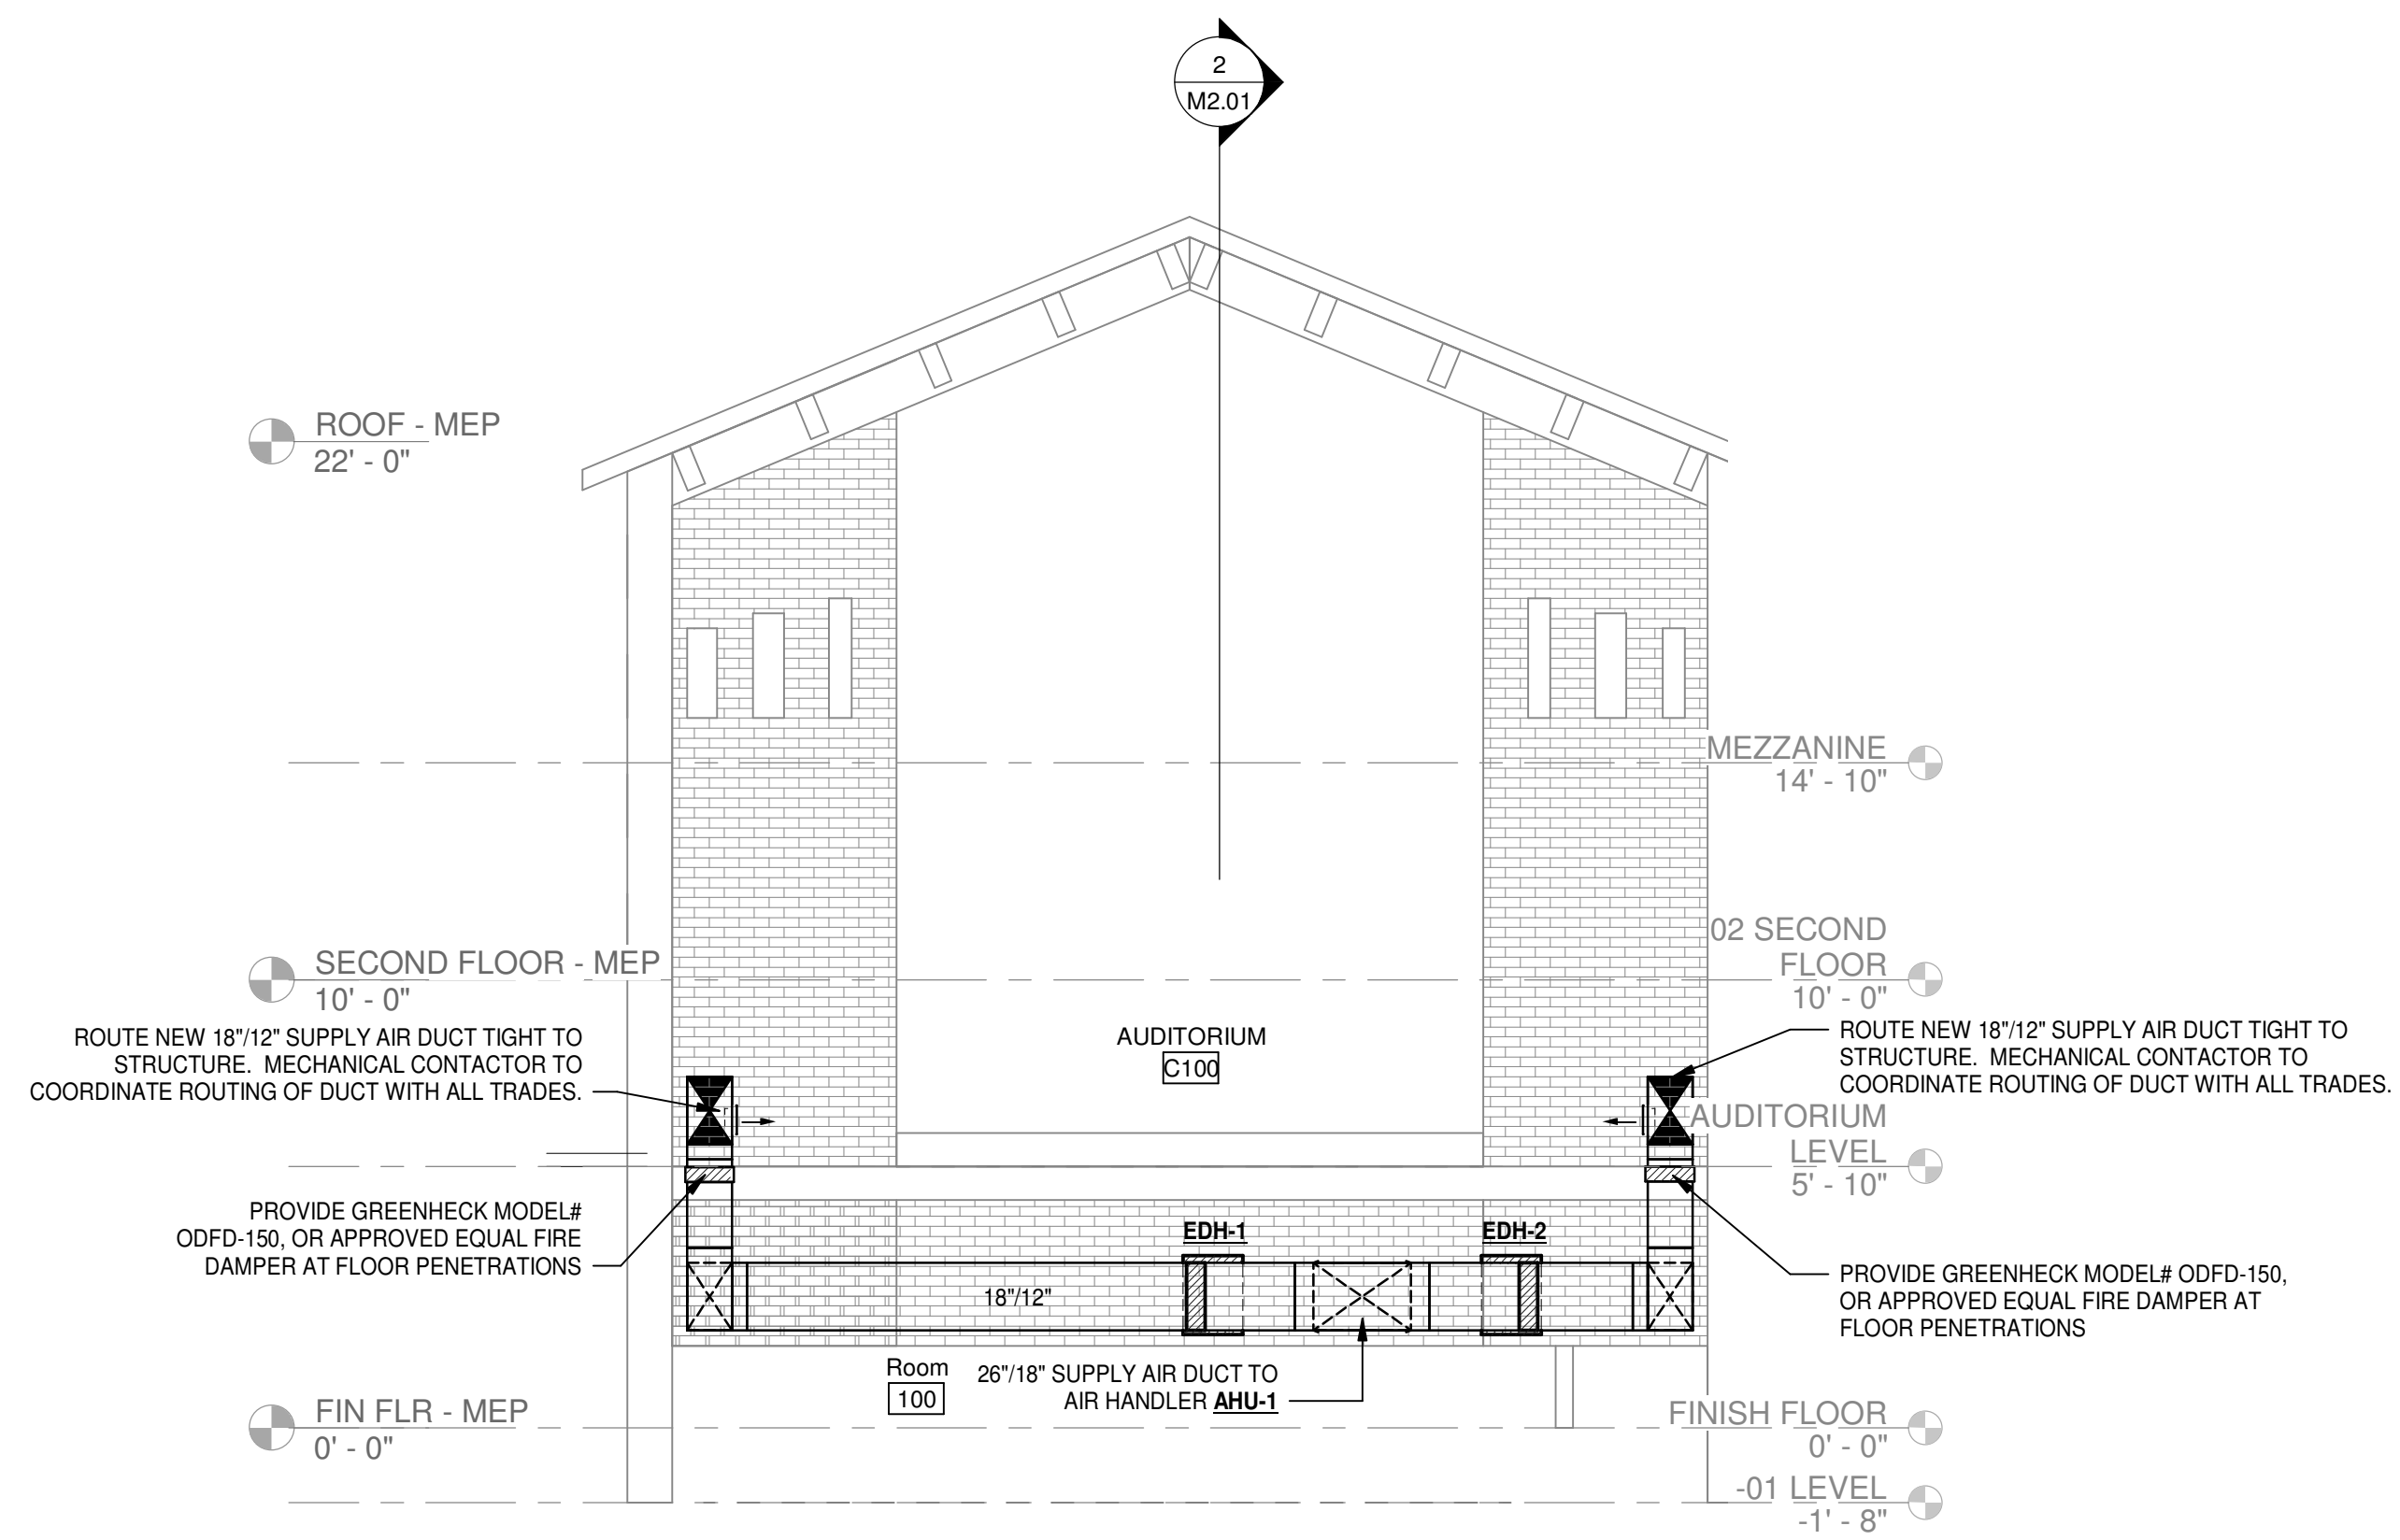 2
M2.01
ROOF - MEP
22' - 0"
MEZZANINE
14' - 10"
SECOND FLOOR - MEP
10' - 0"
02 SECOND
FLOOR
10' - 0"
ROUTE NEW 18"/12" SUPPLY AIR DUCT TIGHT TO
STRUCTURE. MECHANICAL CONTACTOR TO
COORDINATE ROUTING OF DUCT WITH ALL TRADES.
AUDITORIUM
C100
ROUTE NEW 18"/12" SUPPLY AIR DUCT TIGHT TO
STRUCTURE. MECHANICAL CONTACTOR TO
COORDINATE ROUTING OF DUCT WITH ALL TRADES.
AUDITORIUM
LEVEL
5' - 10"
PROVIDE GREENHECK MODEL#
ODFD-150, OR APPROVED EQUAL FIRE
DAMPER AT FLOOR PENETRATIONS
EDH-1
EDH-2
18"/12"
PROVIDE GREENHECK MODEL# ODFD-150,
OR APPROVED EQUAL FIRE DAMPER AT
FLOOR PENETRATIONS
Room
100
26"/18" SUPPLY AIR DUCT TO
AIR HANDLER AHU-1
FIN FLR - MEP
0' - 0"
FINISH FLOOR
0' - 0"
-01 LEVEL
-1' - 8"